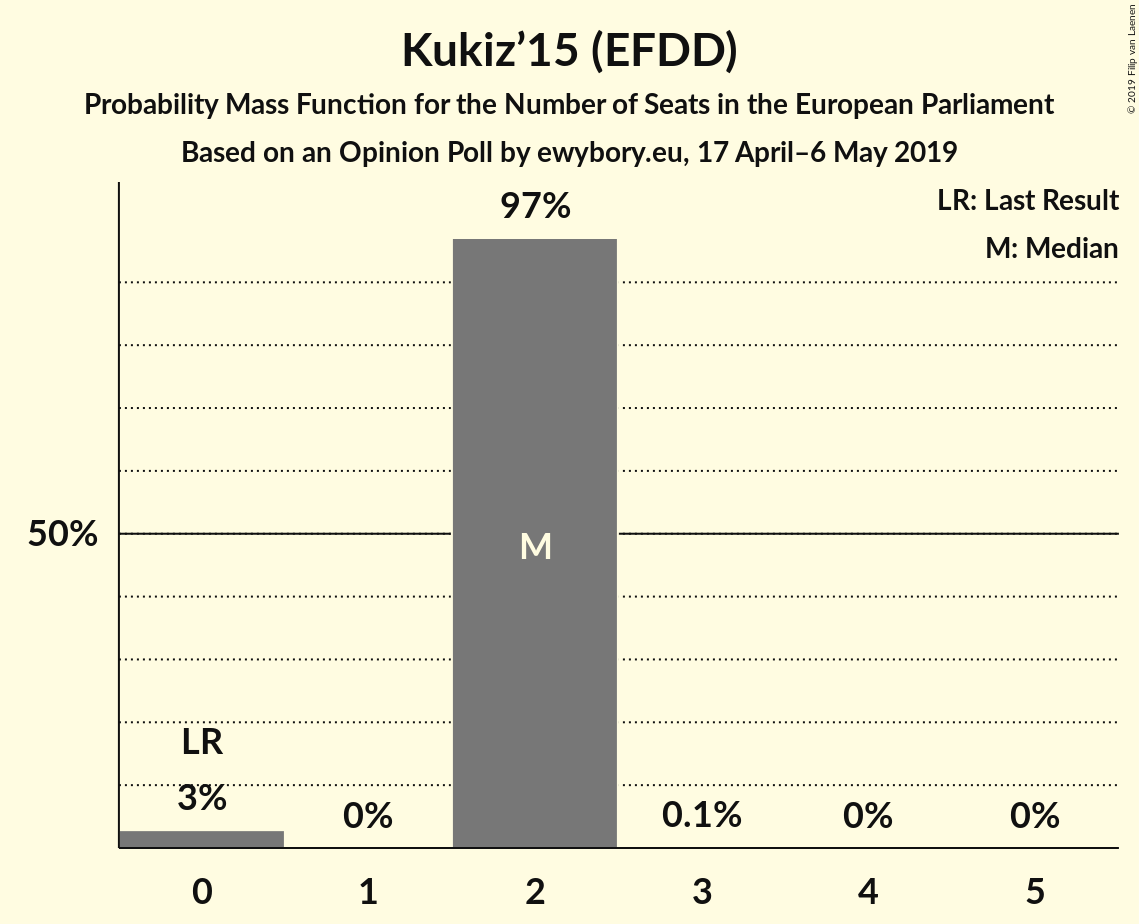 Kukiz’15 (EFDD)
Probability Mass Function for the Number of Seats in the European Parliament
Based on an Opinion Poll by ewybory.eu, 17 April–6 May 2019
© 2019 Filip van Laenen
LR: Last Result
M: Median
97%
50%
M
LR
3%
0%
0.1%
0%
0%
0 1 2 3 4 5